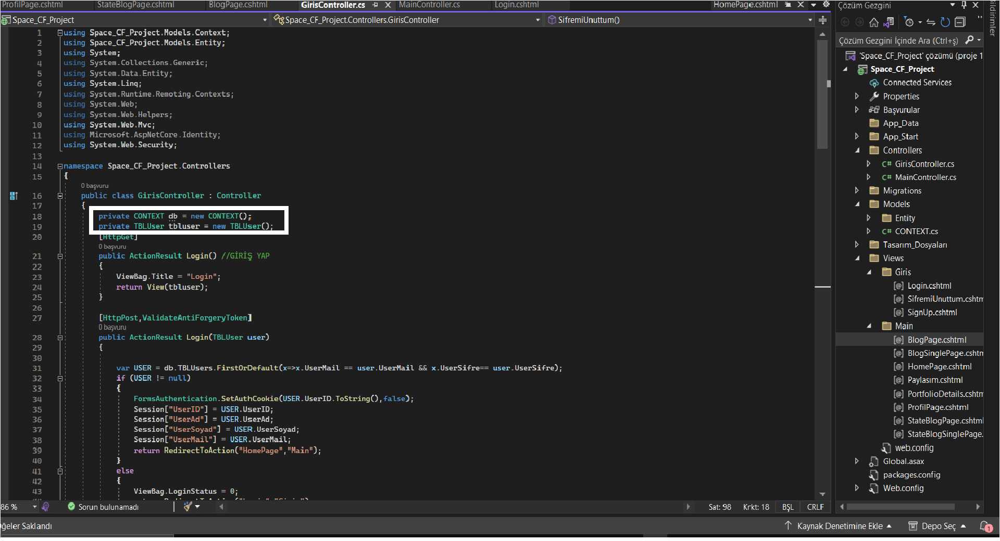 ProfilPage.cshtml StateBlogPage.cshtml BlogPage.cshtml GirisController.cs MainController.cs Login.cshtml HomePage.cshtml
Space_CF_Project Space_CF_Project.Controllers.GirisController SifremiUnuttum()
1 using Space_CF_Project.Models.Context;
2 using Space_CF_Project.Models.Entity;
3 using System;
4 using System.Collections.Generic;
5 using System.Data.Entity;
6 using System.Linq;
7 using System.Runtime.Remoting.Contexts;
8 using System.Web;
9 using System.Web.Helpers;
10 using System.Web.Mvc;
11 using Microsoft.AspNetCore.Identity;
12 using System.Web.Security;
13
14 namespace Space_CF_Project.Controllers
15 {
0 başvuru
16 public class GirisController : Controller
17 {
18 private CONTEXT db = new CONTEXT();
19 private TBLUser tbluser = new TBLUser();
20 [HttpGet]
0 başvuru
21 public ActionResult Login() //GİRİŞ YAP
22 {
23 ViewBag.Title = "Login";
24 return View(tbluser);
25 }
26
27 [HttpPost,ValidateAntiForgeryToken]
0 başvuru
28 public ActionResult Login(TBLUser user)
29 {
30
31 var USER = db.TBLUsers.FirstOrDefault(x=>x.UserMail == user.UserMail && x.UserSifre== user.UserSifre);
32 if (USER != null)
33 {
34 FormsAuthentication.SetAuthCookie(USER.UserID.ToString(),false);
35 Session["UserID"] = USER.UserID;
36 Session["UserAd"] = USER.UserAd;
37 Session["UserSoyad"] = USER.UserSoyad;
38 Session["UserMail"] = USER.UserMail;
39 return RedirectToAction("HomePage","Main");
40 }
41 else
42 {
43 ViewBag.LoginStatus = 0;
86 % Sorun bulunamadı Sat: 98 Krkt: 18 BŞL CRLF
Öğeler Saklandı Kaynak Denetimine Ekle Depo Seç 1
Çözüm Gezgini
Çözüm Gezgini İçinde Ara (Ctrl+ş)
'Space_CF_Project' çözümü (proje 1
Space_CF_Project
Connected Services
Properties
Başvurular
App_Data
App_Start
Controllers
C# GirisController.cs
C# MainController.cs
Migrations
Models
Entity
C# CONTEXT.cs
Tasarım_Dosyaları
Views
Giris
Login.cshtml
SifremiUnuttum.cshtm
SignUp.cshtml
Main
BlogPage.cshtml
BlogSinglePage.cshtm
HomePage.cshtml
Paylasım.cshtml
PortfolioDetails.cshtm
ProfilPage.cshtml
StateBlogPage.cshtml
StateBlogSinglePage.
web.config
Global.asax
packages.config
Web.config
Bildirimler